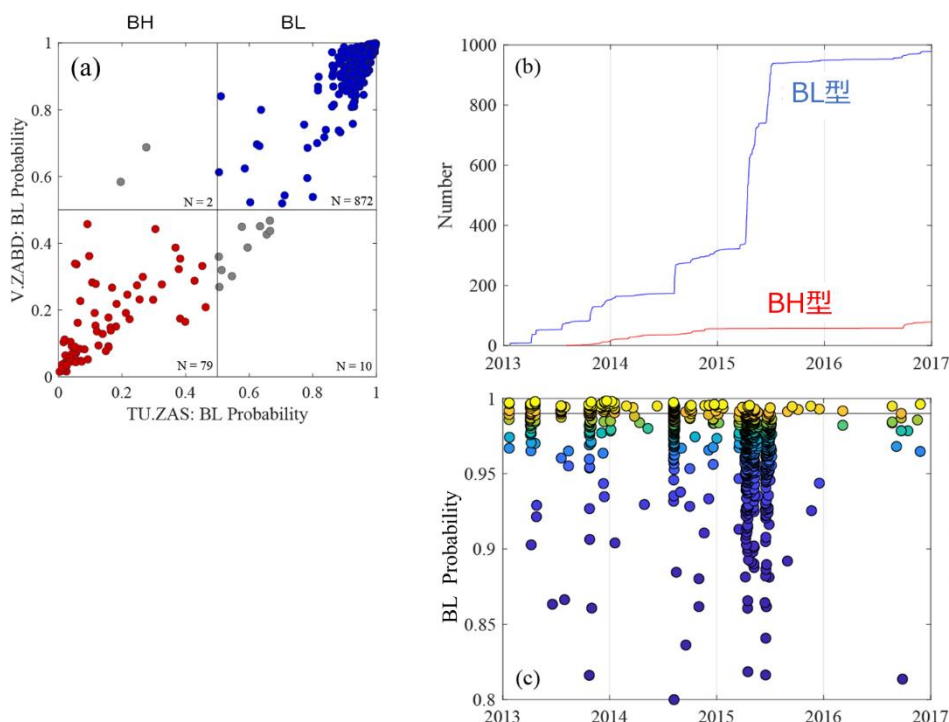 BH BL
(a)
V.ZABD: BL Probability
1
0.8
0.6
0.4
0.2
0
N = 2
N = 872
N = 79
N = 10
0 0.2 0.4 0.6 0.8 1
TU.ZAS: BL Probability
(b)
Number
1000
800
600
400
200
0
BL型
BH型
2013 2014 2015 2016 2017
BL Probability
1
0.95
0.9
0.85
0.8
(c)
2013 2014 2015 2016 2017